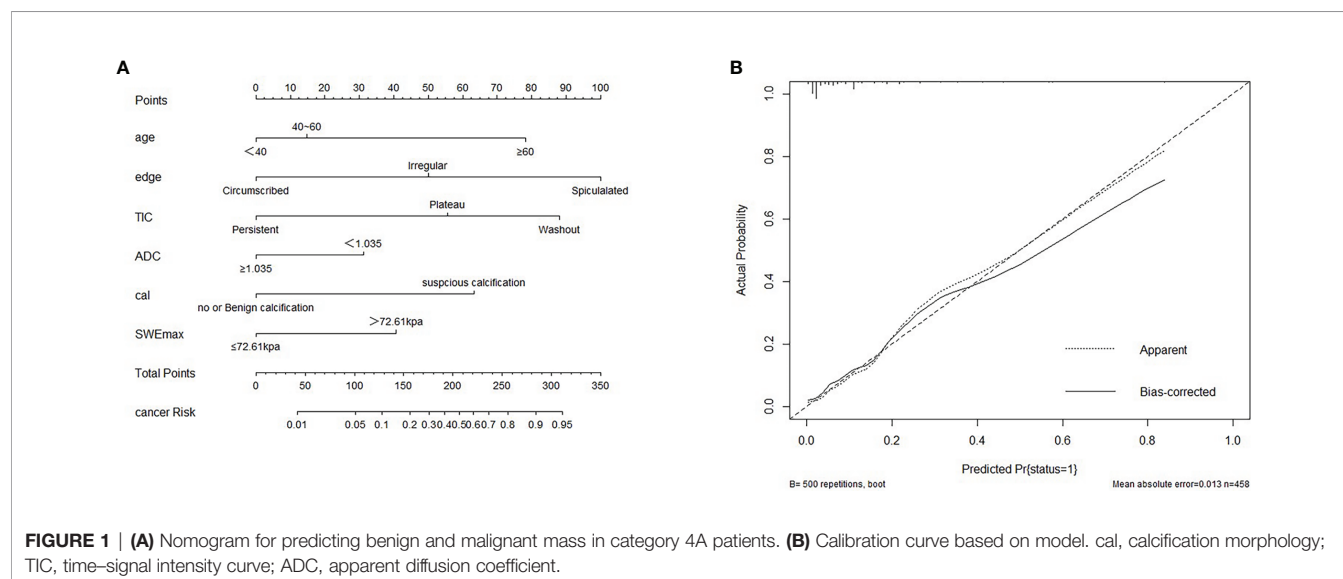 A
Points
0 10 20 30 40 50 60 70 80 90 100
age
40~60
<40
≥60
edge
Irregular
Circumscribed
Spiculalated
TIC
Plateau
Persistent
Washout
ADC
<1.035
≥1.035
cal
suspcious calcification
no or Benign calcification
SWEmax
>72.61kpa
≤72.61kpa
Total Points
0 50 100 150 200 250 300 350
cancer Risk
0.01 0.05 0.1 0.2 0.30 0.40 0.5 0.60 0.7 0.8 0.9 0.95
B
Actual Probability
1.0
0.8
0.6
0.4
0.2
0.0
Apparent
Bias-corrected
0.0 0.2 0.4 0.6 0.8 1.0
Predicted Pr{status=1}
B= 500 repetitions, boot
Mean absolute error=0.013 n=458
FIGURE 1 | (A) Nomogram for predicting benign and malignant mass in category 4A patients. (B) Calibration curve based on model. cal, calcification morphology;
TIC, time–signal intensity curve; ADC, apparent diffusion coefficient.